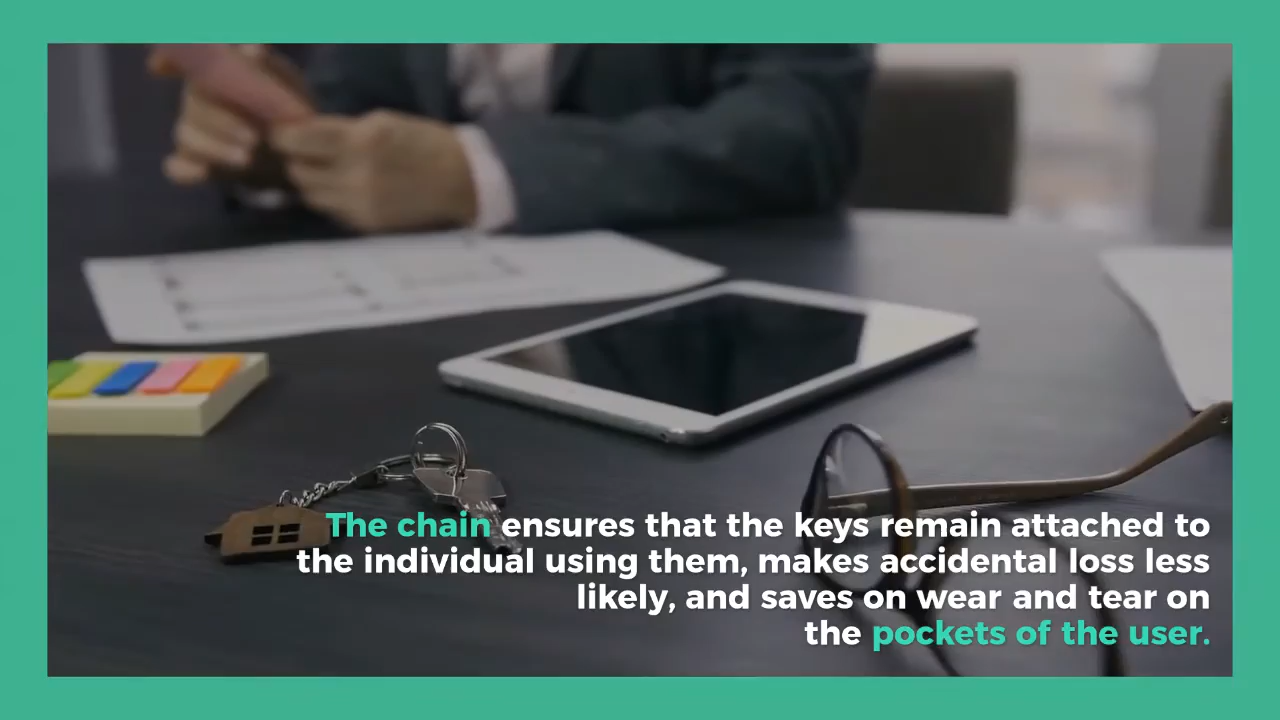 The chain ensures that the keys remain attached to
the individual using them, makes accidental loss less
likely, and saves on wear and tear on
the pockets of the user.